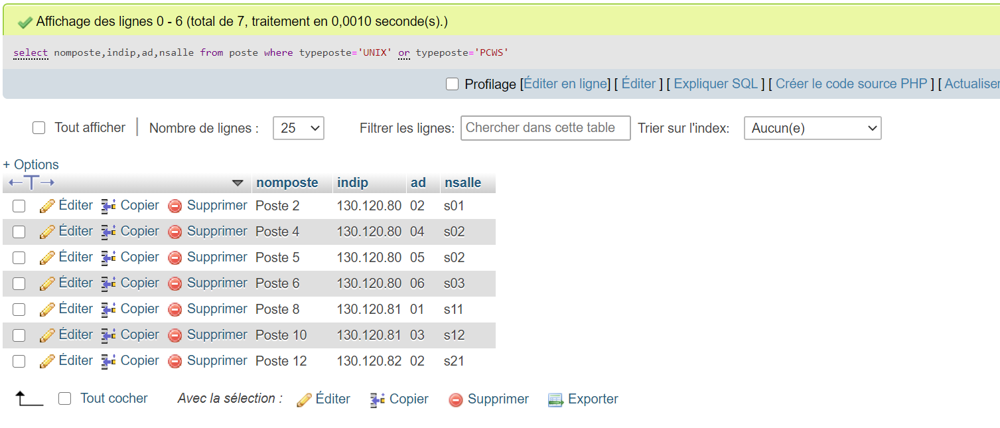 Affichage des lignes 0 - 6 (total de 7, traitement en 0,0010 seconde(s).)
select nomposte,indip,ad,nsalle from poste where typeposte='UNIX' or typeposte='PCWS'
Profilage [Éditer en ligne] [ Éditer ] [ Expliquer SQL ] [ Créer le code source PHP ] [ Actualiser
Tout afficher | Nombre de lignes : 25 Filtrer les lignes: Chercher dans cette table Trier sur l'index: Aucun(e)
+ Options
←T→ nomposte indip ad nsalle
Éditer Copier Supprimer Poste 2 130.120.80 02 s01
Éditer Copier Supprimer Poste 4 130.120.80 04 s02
Éditer Copier Supprimer Poste 5 130.120.80 05 s02
Éditer Copier Supprimer Poste 6 130.120.80 06 s03
Éditer Copier Supprimer Poste 8 130.120.81 01 s11
Éditer Copier Supprimer Poste 10 130.120.81 03 s12
Éditer Copier Supprimer Poste 12 130.120.82 02 s21
Tout cocher Avec la sélection : Éditer Copier Supprimer Exporter